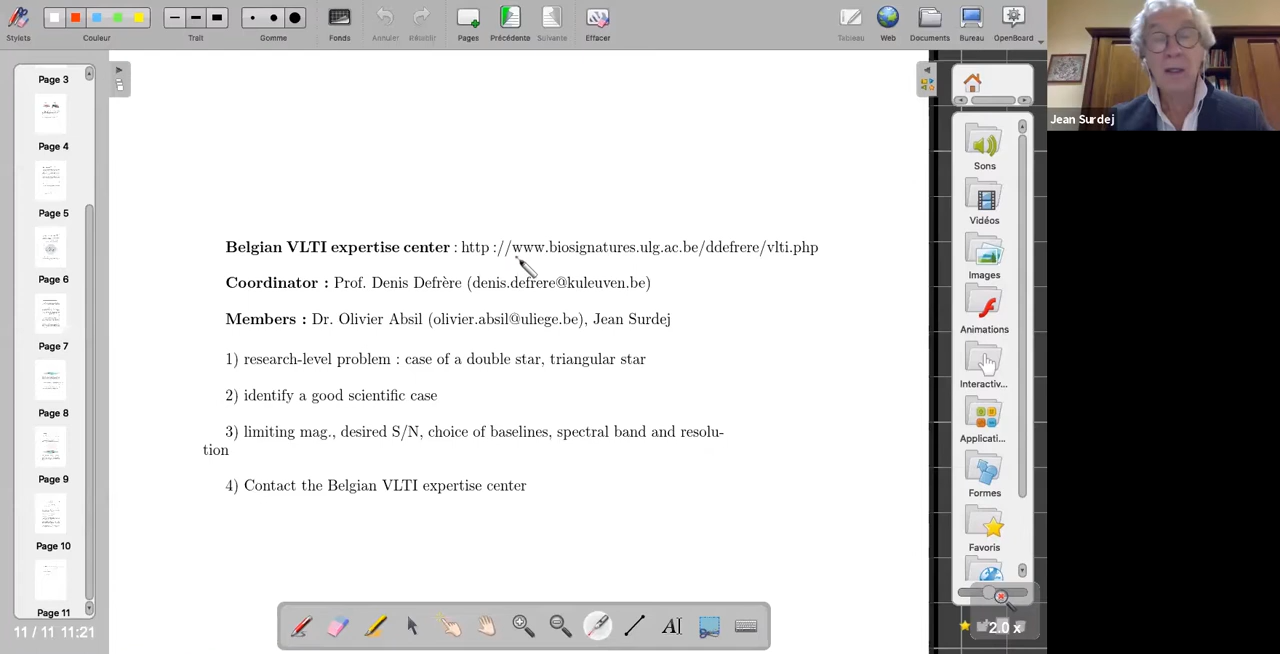 Stylets
Couleur
Trait
Gomme
Fonds
Annuler
Rétablir
Pages
Précédente
Suivante
Effacer
Tableau
Web
Documents
Bureau
OpenBoard
Jean Surdej
Page 3
Page 4
Page 5
Page 6
Page 7
Page 8
Page 9
Page 10
Page 11
11 / 11 11:21
Belgian VLTI expertise center : http ://www.biosignatures.ulg.ac.be/ddefrere/vlti.php
Coordinator : Prof. Denis Defrère (denis.defrere@kuleuven.be)
Members : Dr. Olivier Absil (olivier.absil@uliege.be), Jean Surdej
1) research-level problem : case of a double star, triangular star
2) identify a good scientific case
3) limiting mag., desired S/N, choice of baselines, spectral band and resolu-
tion
4) Contact the Belgian VLTI expertise center
Sons
Vidéos
Images
Animations
Interactiv...
Applicati...
Formes
Favoris
2.0 x
AI